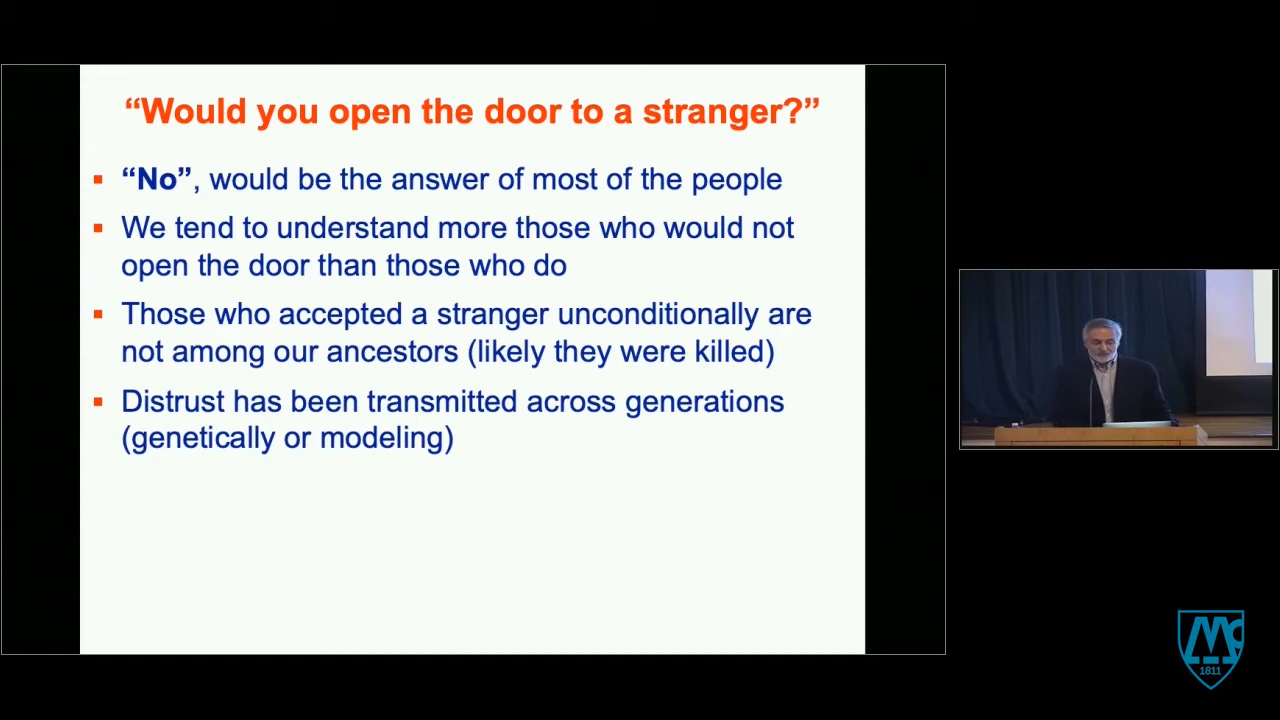 “Would you open the door to a stranger?”
▪ “No”, would be the answer of most of the people
▪ We tend to understand more those who would not
open the door than those who do
▪ Those who accepted a stranger unconditionally are
not among our ancestors (likely they were killed)
▪ Distrust has been transmitted across generations
(genetically or modeling)
Mc
1811